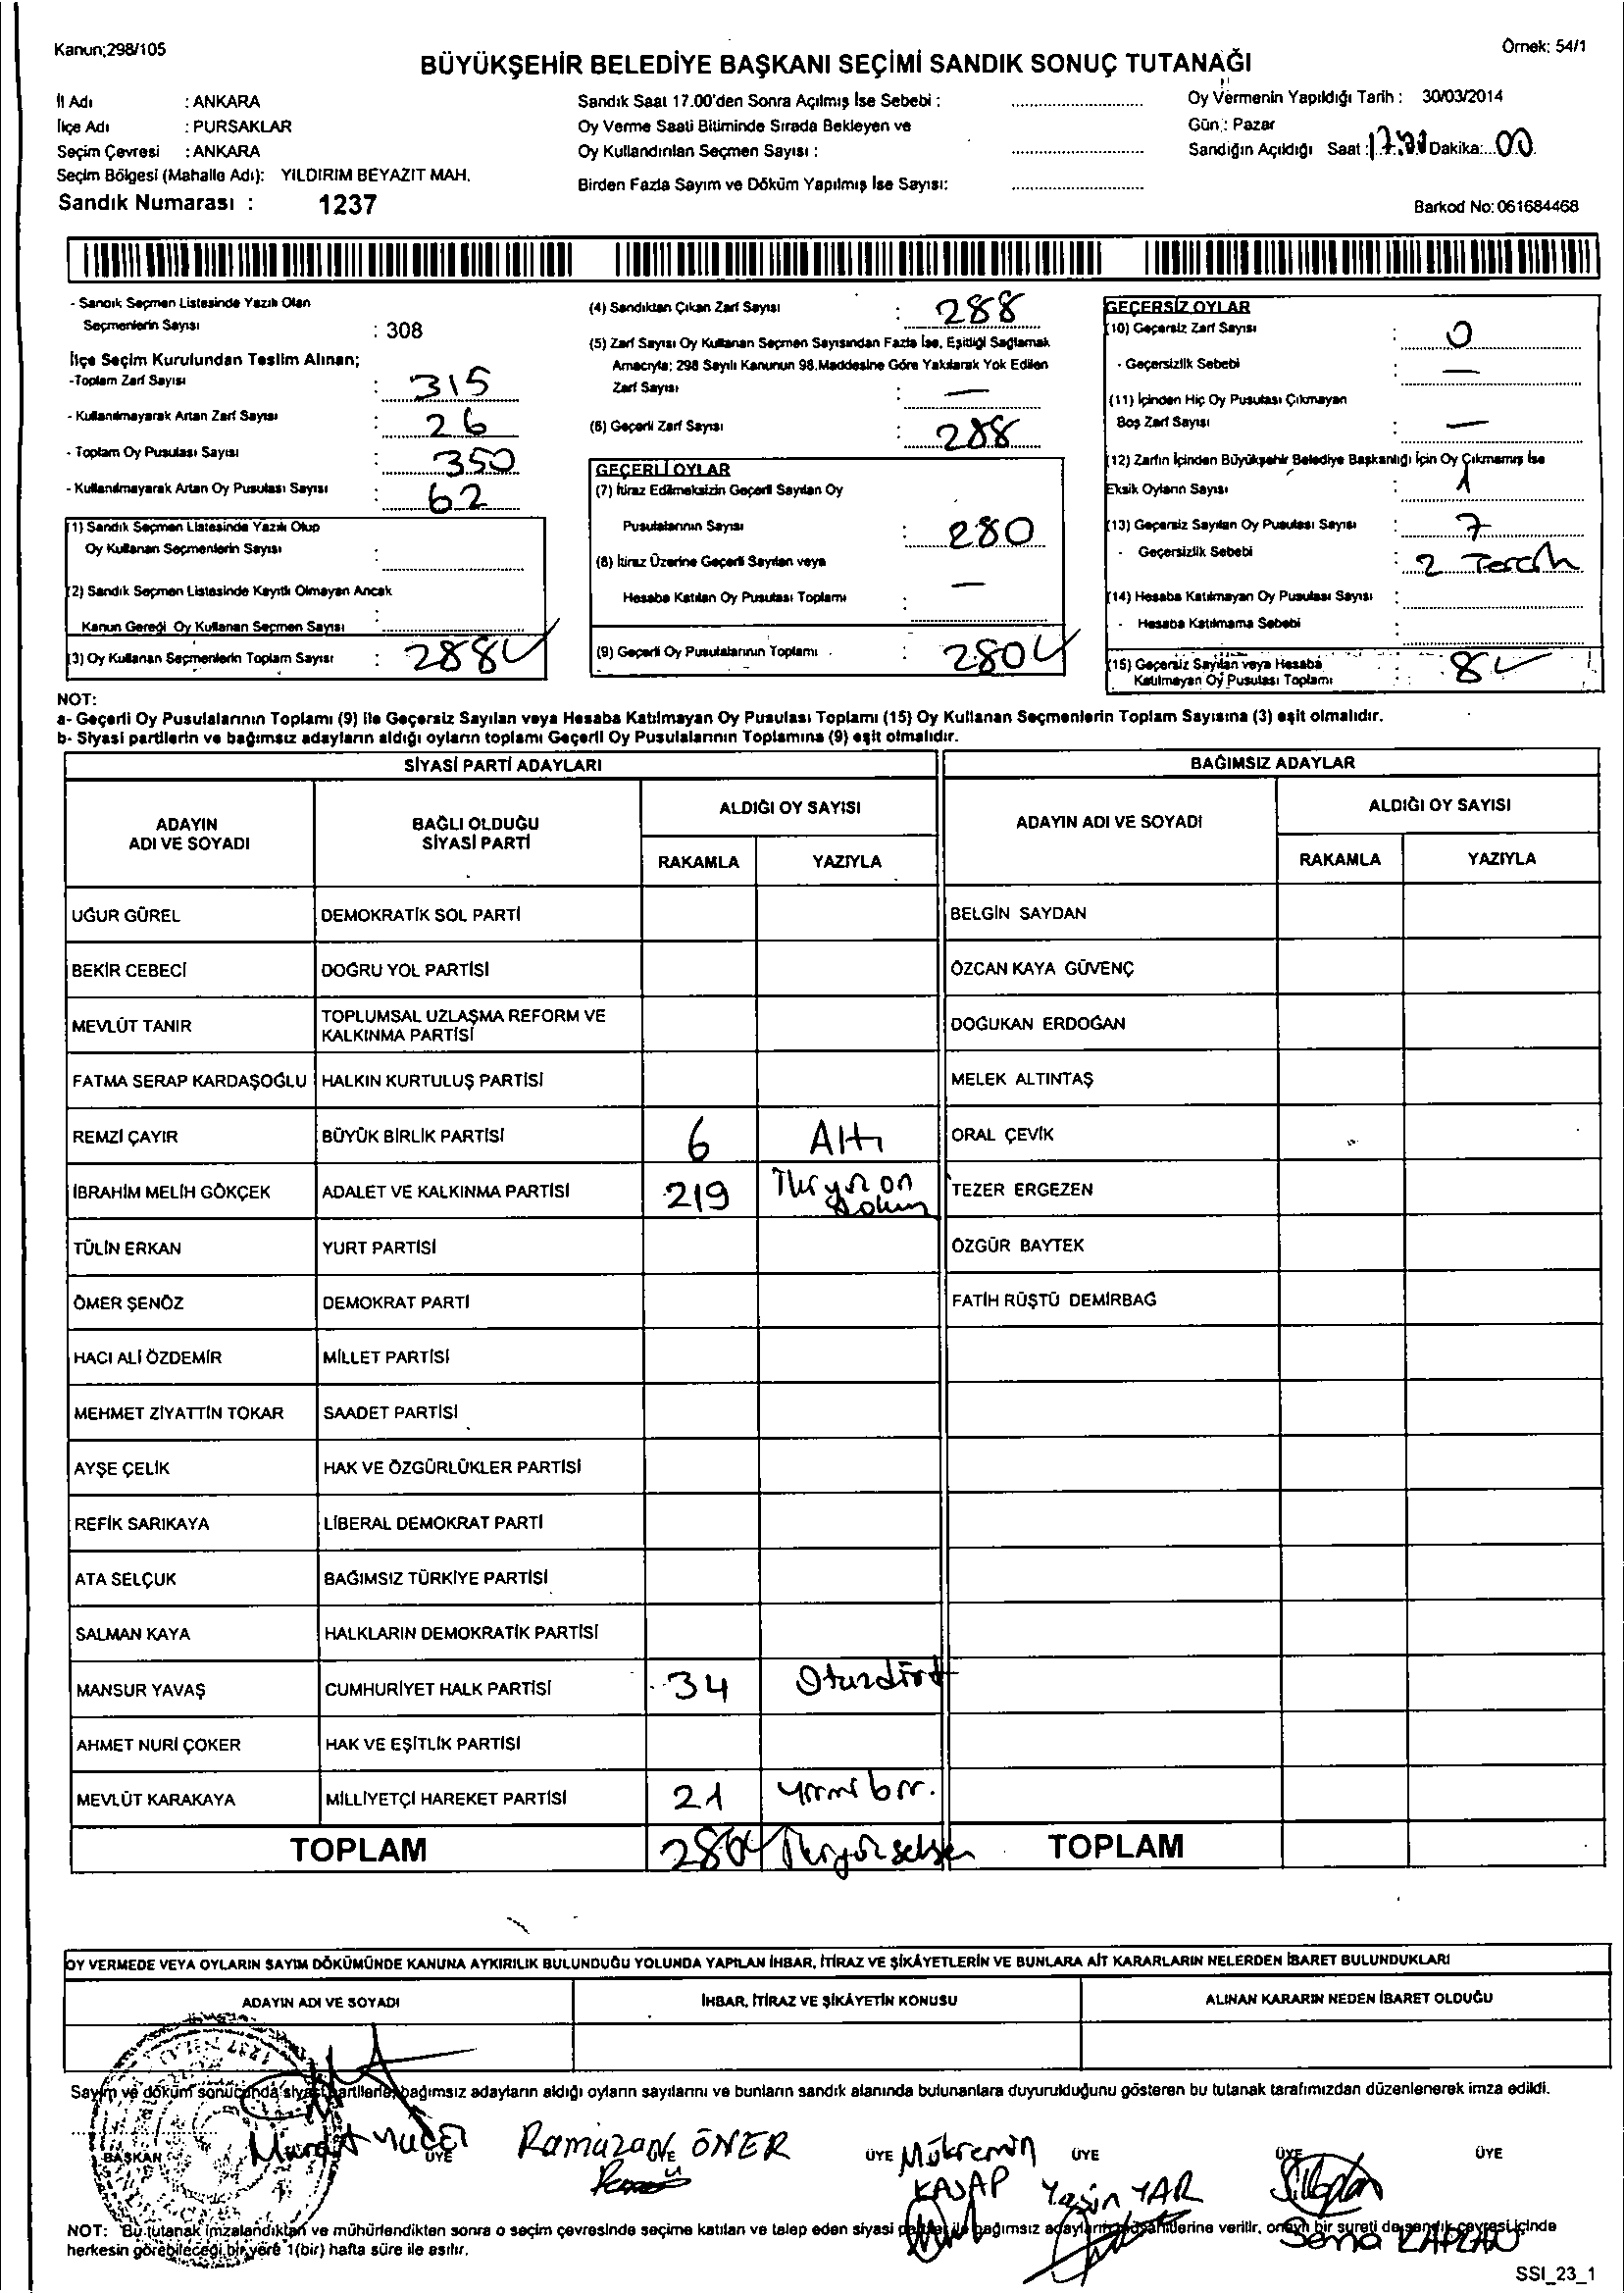 Kanun;298/105
Örnek: 54/1
BÜYÜKŞEHİR BELEDİYE BAŞKANI SEÇİMİ SANDIK SONUÇ TUTANAĞI
İl Adı : ANKARA
İlçe Adı : PURSAKLAR
Seçim Çevresi : ANKARA
Seçim Bölgesi (Mahalle Adı): YILDIRIM BEYAZIT MAH.
Sandık Numarası : 1237
Sandık Saat 17.00'den Sonra Açılmış İse Sebebi :
Oy Verme Saati Bitiminde Sırada Bekleyen ve
Oy Kullandırılan Seçmen Sayısı :
Birden Fazla Sayım ve Döküm Yapılmış İse Sayısı:
Oy Vermenin Yapıldığı Tarih : 30/03/2014
Gün : Pazar
Sandığın Açıldığı Saat : Dakika: 00
Barkod No: 061684468
- Sandık Seçmen Listesinde Yazılı Olan
Seçmenlerin Sayısı : 308
İlçe Seçim Kurulundan Teslim Alınan;
-Toplam Zarf Sayısı : 315
- Kullanılmayarak Artan Zarf Sayısı : 26
- Toplam Oy Pusulası Sayısı : 350
- Kullanılmayarak Artan Oy Pusulası Sayısı : 62
(1) Sandık Seçmen Listesinde Yazılı Olup
Oy Kullanan Seçmenlerin Sayısı :
(2) Sandık Seçmen Listesinde Kayıtlı Olmayan Ancak
Kanun Gereği Oy Kullanan Seçmen Sayısı :
(3) Oy Kullanan Seçmenlerin Toplam Sayısı : 288
(4) Sandıktan Çıkan Zarf Sayısı : 288
(5) Zarf Sayısı Oy Kullanan Seçmen Sayısından Fazla İse, Eşitliği Sağlamak
Amacıyla; 298 Sayılı Kanunun 98.Maddesine Göre Yakılarak Yok Edilen
Zarf Sayısı : —
(6) Geçerli Zarf Sayısı : 288
GEÇERLİ OYLAR
(7) İtiraz Edilmeksizin Geçerli Sayılan Oy
Pusulalarının Sayısı : 280
(8) İtiraz Üzerine Geçerli Sayılan veya
Hesaba Katılan Oy Pusulası Toplamı : —
(9) Geçerli Oy Pusulalarının Toplamı : 280
GEÇERSİZ OYLAR
(10) Geçersiz Zarf Sayısı : 0
- Geçersizlik Sebebi : —
(11) İçinden Hiç Oy Pusulası Çıkmayan
Boş Zarf Sayısı : —
(12) Zarfın İçinden Büyükşehir Belediye Başkanlığı İçin Oy Çıkmamış İse
Eksik Oyların Sayısı : 1
(13) Geçersiz Sayılan Oy Pusulası Sayısı : 7
- Geçersizlik Sebebi : 2 Tercih
(14) Hesaba Katılmayan Oy Pusulası Sayısı :
- Hesaba Katılmama Sebebi :
(15) Geçersiz Sayılan veya Hesaba
Katılmayan Oy Pusulası Toplamı : 8
NOT:
a- Geçerli Oy Pusulalarının Toplamı (9) ile Geçersiz Sayılan veya Hesaba Katılmayan Oy Pusulası Toplamı (15) Oy Kullanan Seçmenlerin Toplam Sayısına (3) eşit olmalıdır.
b- Siyasi partilerin ve bağımsız adayların aldığı oyların toplamı Geçerli Oy Pusulalarının Toplamına (9) eşit olmalıdır.
SİYASİ PARTİ ADAYLARI
BAĞIMSIZ ADAYLAR
ADAYIN ADI VE SOYADI
BAĞLI OLDUĞU SİYASİ PARTİ
ALDIĞI OY SAYISI
RAKAMLA YAZIYLA
ADAYIN ADI VE SOYADI
ALDIĞI OY SAYISI
RAKAMLA YAZIYLA
UĞUR GÜREL DEMOKRATİK SOL PARTİ BELGİN SAYDAN
BEKİR CEBECİ DOĞRU YOL PARTİSİ ÖZCAN KAYA GÜVENÇ
MEVLÜT TANIR TOPLUMSAL UZLAŞMA REFORM VE KALKINMA PARTİSİ DOĞUKAN ERDOĞAN
FATMA SERAP KARDAŞOĞLU HALKIN KURTULUŞ PARTİSİ MELEK ALTINTAŞ
REMZİ ÇAYIR BÜYÜK BİRLİK PARTİSİ 6 Altı ORAL ÇEVİK
İBRAHİM MELİH GÖKÇEK ADALET VE KALKINMA PARTİSİ 219 İkiyüz on dokuz TEZER ERGEZEN
TÜLİN ERKAN YURT PARTİSİ ÖZGÜR BAYTEK
ÖMER ŞENÖZ DEMOKRAT PARTİ FATİH RÜŞTÜ DEMİRBAĞ
HACI ALİ ÖZDEMİR MİLLET PARTİSİ
MEHMET ZİYATTİN TOKAR SAADET PARTİSİ
AYŞE ÇELİK HAK VE ÖZGÜRLÜKLER PARTİSİ
REFİK SARIKAYA LİBERAL DEMOKRAT PARTİ
ATA SELÇUK BAĞIMSIZ TÜRKİYE PARTİSİ
SALMAN KAYA HALKLARIN DEMOKRATİK PARTİSİ
MANSUR YAVAŞ CUMHURİYET HALK PARTİSİ 34 Otuzdört
AHMET NURİ ÇOKER HAK VE EŞİTLİK PARTİSİ
MEVLÜT KARAKAYA MİLLİYETÇİ HAREKET PARTİSİ 21 yirmi bir.
TOPLAM 280 İkiyüz seksen TOPLAM
OY VERMEDE VEYA OYLARIN SAYIM DÖKÜMÜNDE KANUNA AYKIRILIK BULUNDUĞU YOLUNDA YAPILAN İHBAR, İTİRAZ VE ŞİKÂYETLERİN VE BUNLARA AİT KARARLARIN NELERDEN İBARET BULUNDUKLARI
ADAYIN ADI VE SOYADI İHBAR, İTİRAZ VE ŞİKÂYETİN KONUSU ALINAN KARARIN NEDEN İBARET OLDUĞU
Sayım ve döküm sonucunda siyasi partilerle bağımsız adayların aldığı oyların sayılarını ve bunların sandık alanında bulunanlara duyurulduğunu gösteren bu tutanak tarafımızdan düzenlenerek imza edildi.
BAŞKAN ÜYE ÜYE ÜYE ÜYE ÜYE ÜYE
Murat YÜCEL Ramazan ÖNER Mükremin KASAP Yasin YAR Sena KAPLAN
NOT: Bu tutanak imzalandıktan ve mühürlendikten sonra o seçim çevresinde seçime katılan ve talep eden siyasi partiler ile bağımsız adayların müşahitlerine verilir, onaylı bir sureti de sandık çevresi içinde
herkesin görebileceği bir yere 1(bir) hafta süre ile asılır.
SSI_23_1